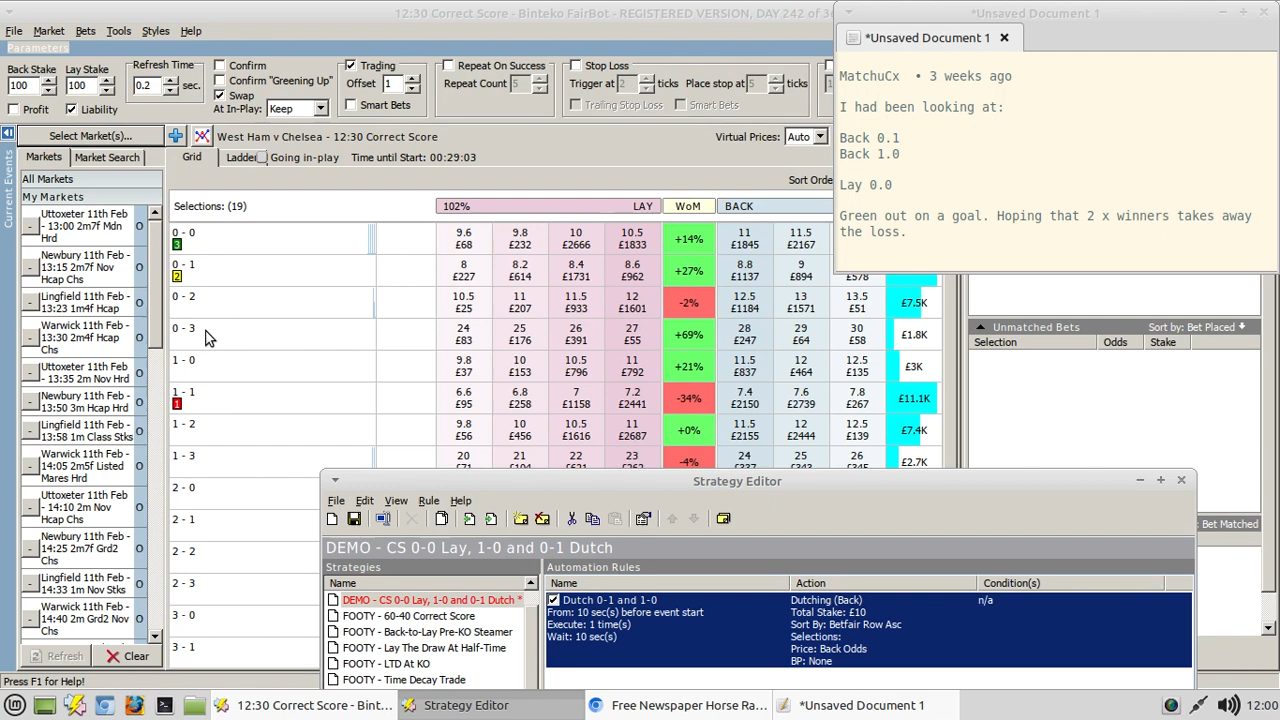 12:30 Correct Score - Binteko FairBot - REGISTERED VERSION, DAY 242 of 3
File Market Bets Tools Styles Help
Parameters
Back Stake Lay Stake Refresh Time
100 100 0.2 sec.
Profit Liability
Confirm
Confirm "Greening Up"
Swap
At In-Play: Keep
Trading
Offset 1
Smart Bets
Repeat On Success
Repeat Count 5
Stop Loss
Trigger at 2 ticks Place stop at 5 ticks
Trailing Stop Loss Smart Bets
Select Market(s)...
West Ham v Chelsea - 12:30 Correct Score
Virtual Prices: Auto
Markets Market Search
Grid Ladder Going in-play Time until Start: 00:29:03
Current Events
All Markets
My Markets
Sort Orde
Uttoxeter 11th Feb
- 13:00 2m7f Mdn
Hrd
O
Newbury 11th Feb -
13:15 2m7f Nov
Hcap Hrd
O
Lingfield 11th Feb -
13:23 1m4f Hcap
O
Warwick 11th Feb -
13:30 2m4f Hcap
Chs
O
Uttoxeter 11th Feb
- 13:35 2m Nov Hrd
O
Newbury 11th Feb -
13:50 3m Hcap Hrd
O
Lingfield 11th Feb -
13:58 1m Class Stks
O
Warwick 11th Feb -
14:05 2m5f Listed
Mares Hrd
O
Uttoxeter 11th Feb
- 14:10 2m Nov
Hcap Chs
O
Newbury 11th Feb -
14:25 2m7f Grd2
Chs
O
Lingfield 11th Feb -
14:33 1m Nov Stks
O
Warwick 11th Feb -
14:40 2m Grd2 Nov
Chs
O
Refresh Clear
Press F1 for Help!
Selections: (19) 102% LAY WoM BACK
0 - 0 9.6 9.8 10 10.5 +14% 11 11.5
3 £68 £232 £2666 £1833 £1845 £2167
0 - 1 8 8.2 8.4 8.6 +27% 8.8 9
2 £227 £614 £1731 £962 £1137 £894 £578
0 - 2 10.5 11 11.5 12 -2% 12.5 13 13.5 £7.5K
£25 £207 £933 £1601 £184 £1571 £51
0 - 3 24 25 26 27 +69% 28 29 30 £1.8K
£83 £176 £391 £55 £247 £64 £58
1 - 0 9.8 10 10.5 11 +21% 11.5 12 12.5 £3K
£37 £153 £796 £792 £837 £464 £135
1 - 1 6.6 6.8 7 7.2 -34% 7.4 7.6 7.8 £11.1K
1 £95 £258 £1158 £2441 £2150 £2739 £267
1 - 2 9.8 10 10.5 11 +0% 11.5 12 12.5 £7.4K
£56 £456 £1616 £2687 £2155 £2444 £139
1 - 3 20 21 22 23 -4% 24 25 26 £2.7K
2 - 0
2 - 1
2 - 2
2 - 3
3 - 0
3 - 1
*Unsaved Document 1
*Unsaved Document 1
MatchuCx • 3 weeks ago
I had been looking at:
Back 0.1
Back 1.0
Lay 0.0
Green out on a goal. Hoping that 2 x winners takes away
the loss.
Unmatched Bets Sort by: Bet Placed
Selection Odds Stake
: Bet Matched
Strategy Editor
File Edit View Rule Help
DEMO - CS 0-0 Lay, 1-0 and 0-1 Dutch
Strategies
Name
DEMO - CS 0-0 Lay, 1-0 and 0-1 Dutch *
FOOTY - 60-40 Correct Score
FOOTY - Back-to-Lay Pre-KO Steamer
FOOTY - Lay The Draw At Half-Time
FOOTY - LTD At KO
FOOTY - Time Decay Trade
Automation Rules
Name Action Condition(s)
Dutch 0-1 and 1-0 Dutching (Back) n/a
From: 10 sec(s) before event start Total Stake: £10
Execute: 1 time(s) Sort By: Betfair Row Asc
Wait: 10 sec(s) Selections:
Price: Back Odds
BP: None
12:30 Correct Score - Binteko F... Strategy Editor Free Newspaper Horse Ra... *Unsaved Document 1 12:00